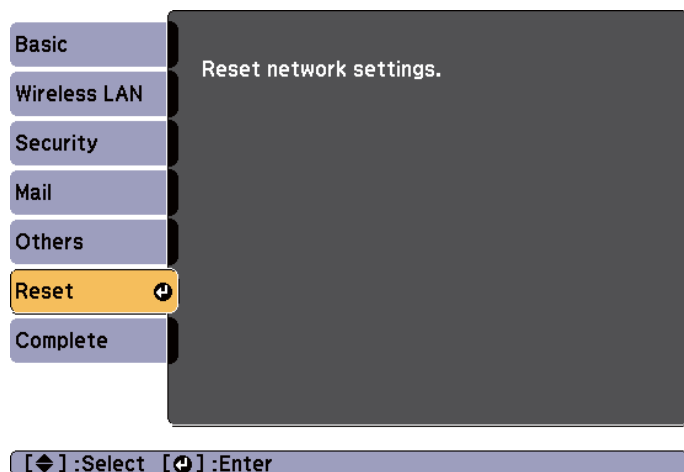 Basic
Wireless LAN
Security
Mail
Others
Reset
Complete
Reset network settings.
[◆] :Select [⏎] :Enter